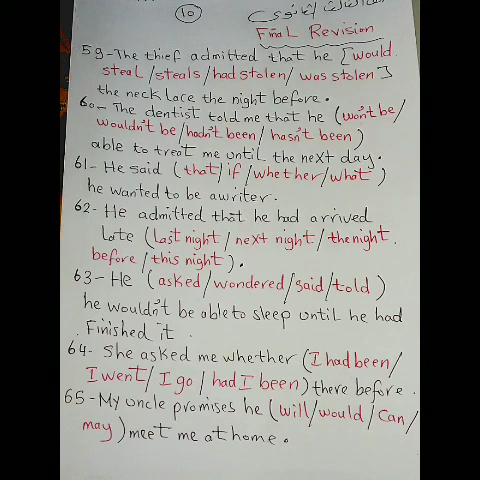 10
Final Revision
59-The thief admitted that he [would
steal/steals/had stolen/was stolen]
the neck lace the night before.
60- The dentist told me that he (won't be/
wouldn't be/hadn't been/hasn't been)
able to treat me until the next day.
61- He said (that/if/whether/what)
he wanted to be awriter.
62- He admitted that he had arrived
late (last night/next night/the night
before/this night).
63- He (asked/wondered/said/told)
he wouldn't be able to sleep until he had
Finished it.
64- She asked me whether (I had been/
I went/I go/had I been) there before.
65- My uncle promises he (will/would/Can/
may) meet me at home.